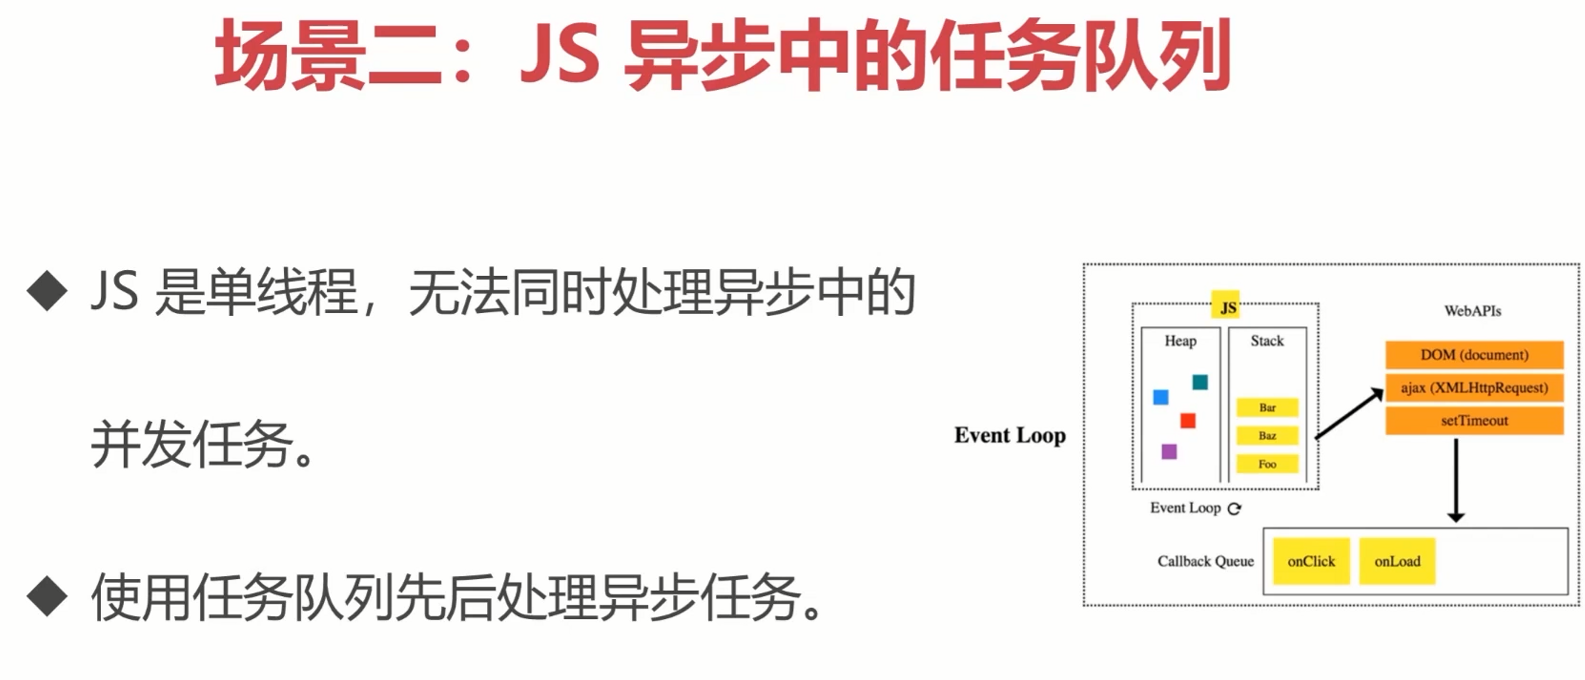 场景二：JS 异步中的任务队列
◆ JS 是单线程，无法同时处理异步中的
并发任务。
◆ 使用任务队列先后处理异步任务。
Event Loop
JS
Heap
Stack
Bar
Baz
Foo
Event Loop
WebAPIs
DOM (document)
ajax (XMLHttpRequest)
setTimeout
Callback Queue
onClick
onLoad